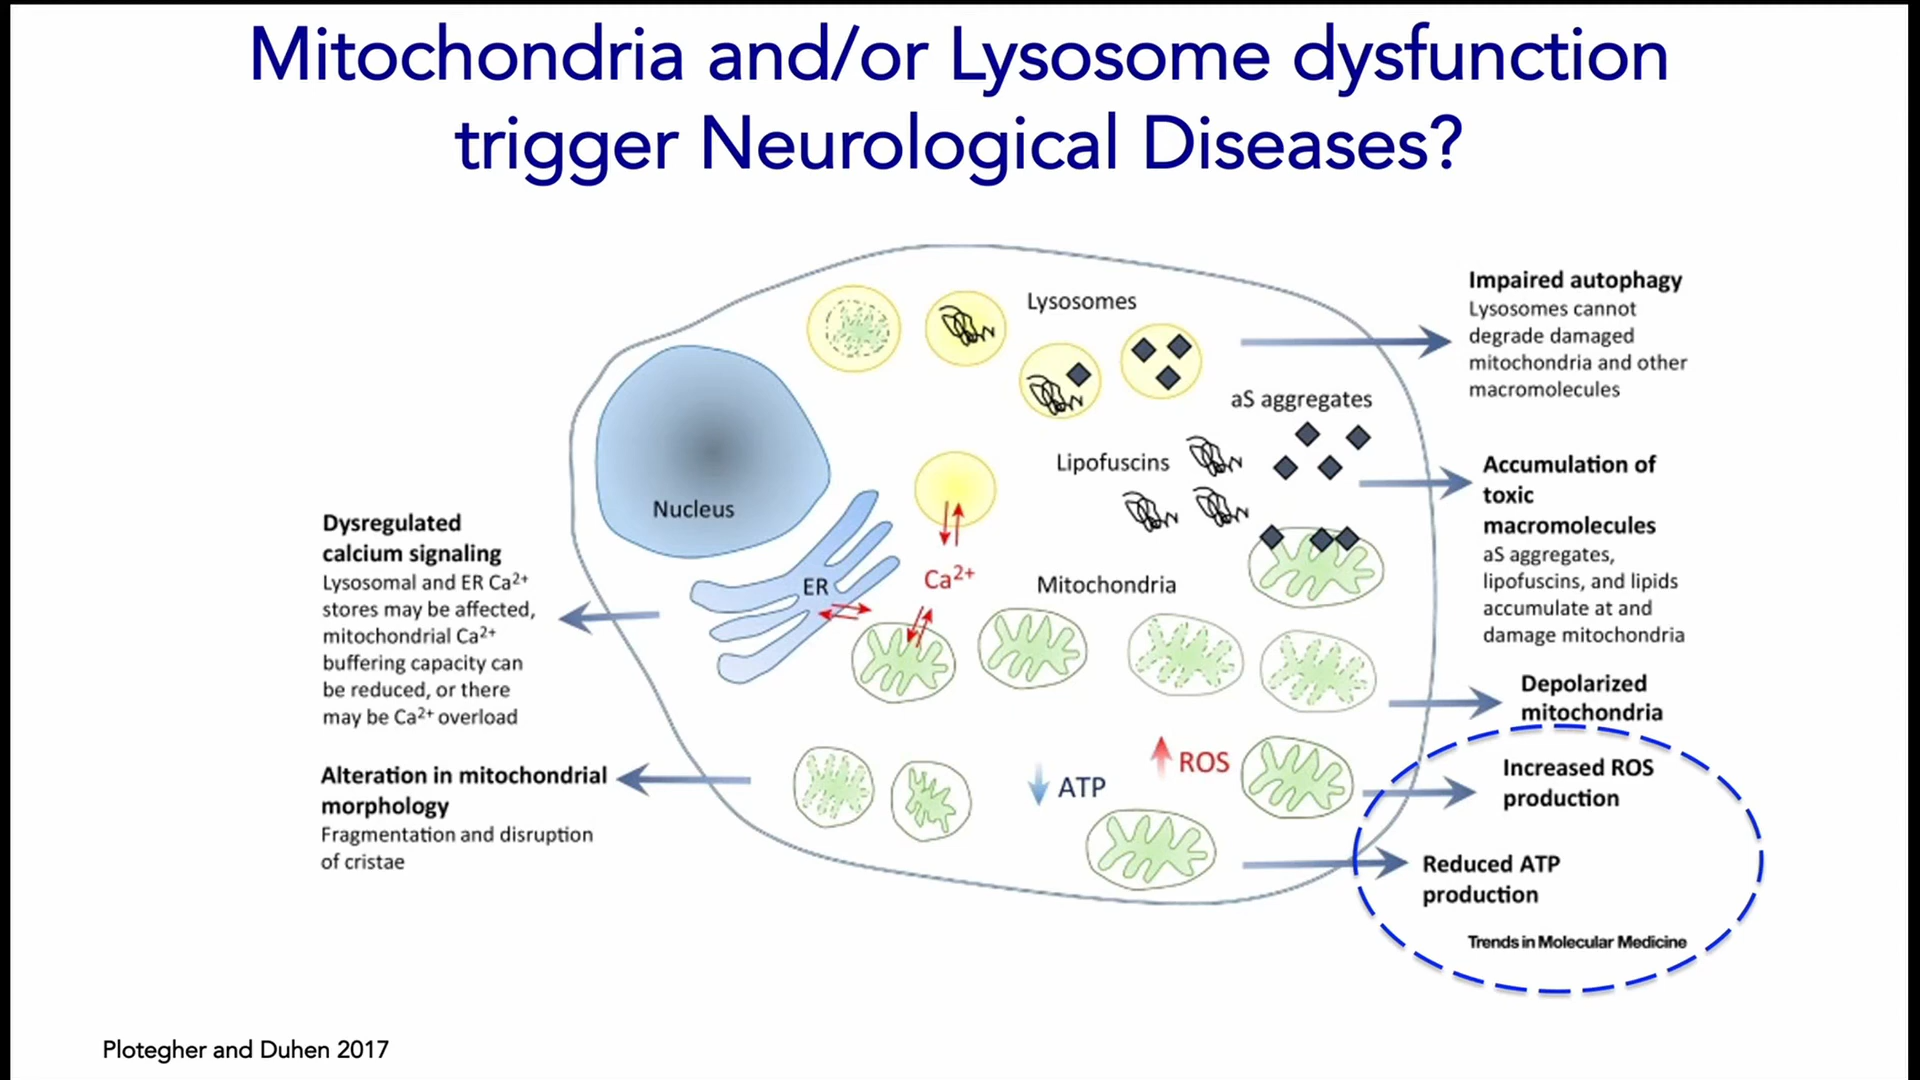 Mitochondria and/or Lysosome dysfunction
trigger Neurological Diseases?
Lysosomes
Impaired autophagy
Lysosomes cannot
degrade damaged
mitochondria and other
macromolecules
aS aggregates
Lipofuscins
Accumulation of
toxic
macromolecules
aS aggregates,
lipofuscins, and lipids
accumulate at and
damage mitochondria
Nucleus
Dysregulated
calcium signaling
Lysosomal and ER Ca²⁺
stores may be affected,
mitochondrial Ca²⁺
buffering capacity can
be reduced, or there
may be Ca²⁺ overload
ER
Ca²⁺
Mitochondria
Depolarized
mitochondria
Alteration in mitochondrial
morphology
Fragmentation and disruption
of cristae
ATP
ROS
Increased ROS
production
Reduced ATP
production
Trends in Molecular Medicine
Plotegher and Duhen 2017